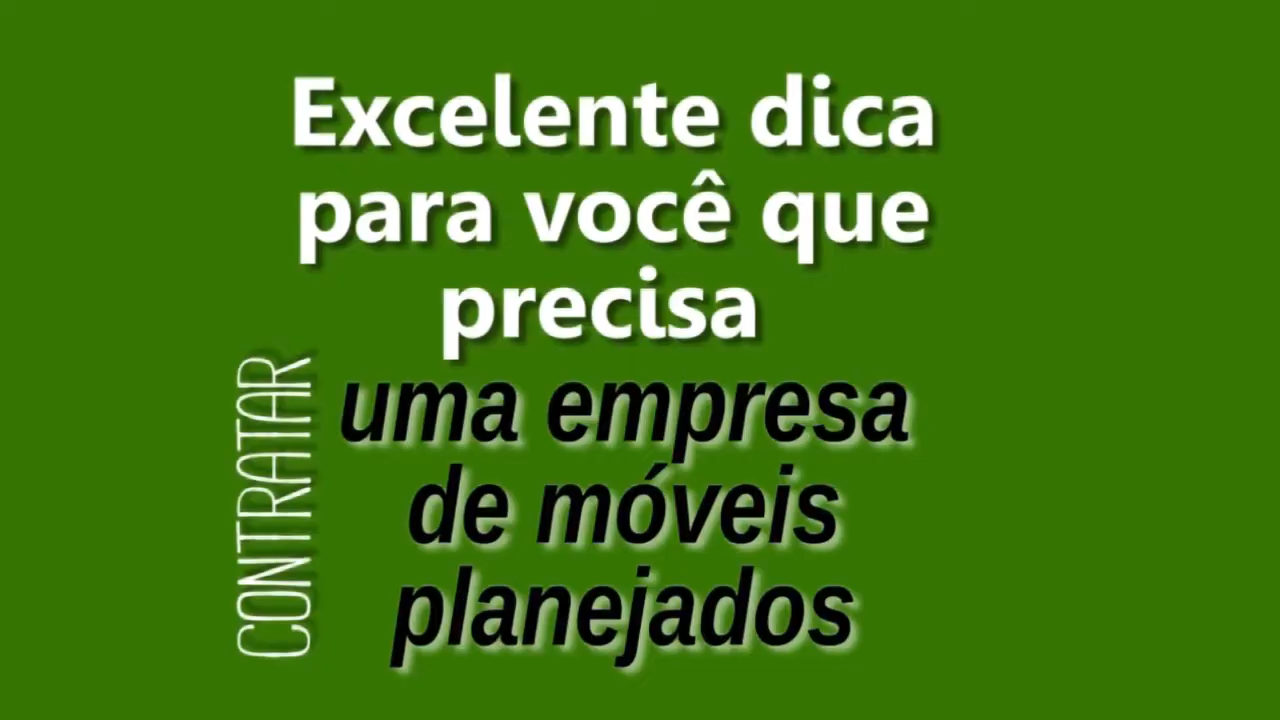 Excelente dica
para você que
precisa
CONTRATAR
uma empresa
de móveis
planejados